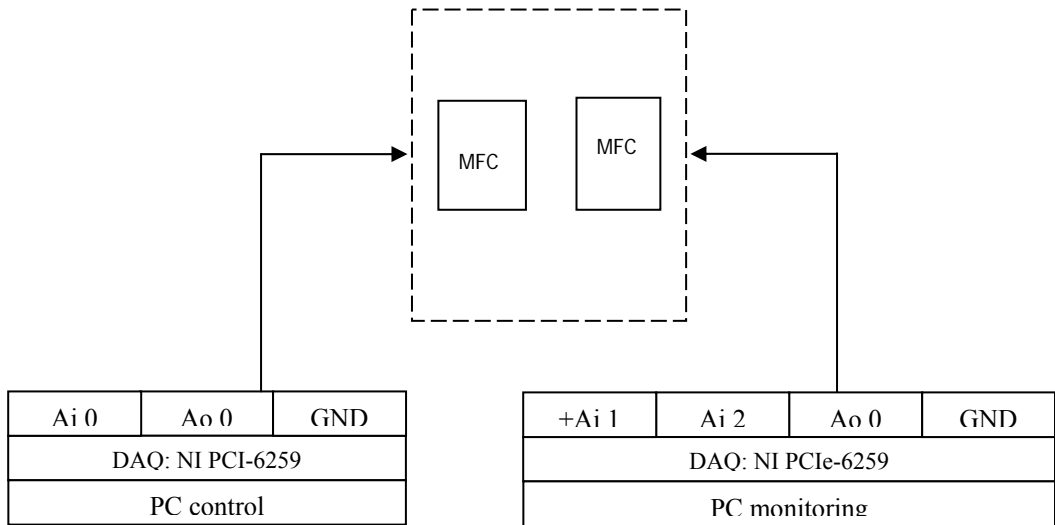 MFC
MFC
Ai 0 Ao 0 GND
DAQ: NI PCI-6259
PC control
+Ai 1 Ai 2 Ao 0 GND
DAQ: NI PCIe-6259
PC monitoring